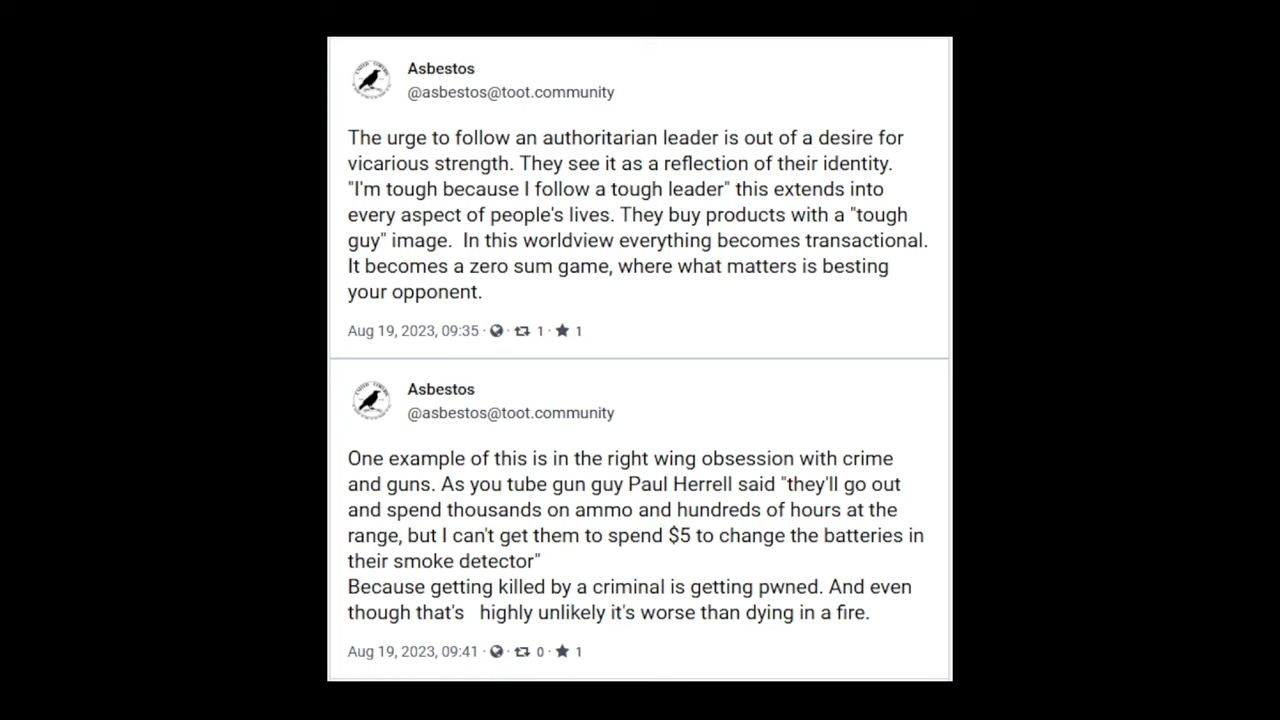 Asbestos
@asbestos@toot.community
The urge to follow an authoritarian leader is out of a desire for
vicarious strength. They see it as a reflection of their identity.
"I'm tough because I follow a tough leader" this extends into
every aspect of people's lives. They buy products with a "tough
guy" image.  In this worldview everything becomes transactional.
It becomes a zero sum game, where what matters is besting
your opponent.
Aug 19, 2023, 09:35 · · 1 · 1
Asbestos
@asbestos@toot.community
One example of this is in the right wing obsession with crime
and guns. As you tube gun guy Paul Herrell said "they'll go out
and spend thousands on ammo and hundreds of hours at the
range, but I can't get them to spend $5 to change the batteries in
their smoke detector"
Because getting killed by a criminal is getting pwned. And even
though that's   highly unlikely it's worse than dying in a fire.
Aug 19, 2023, 09:41 · · 0 · 1